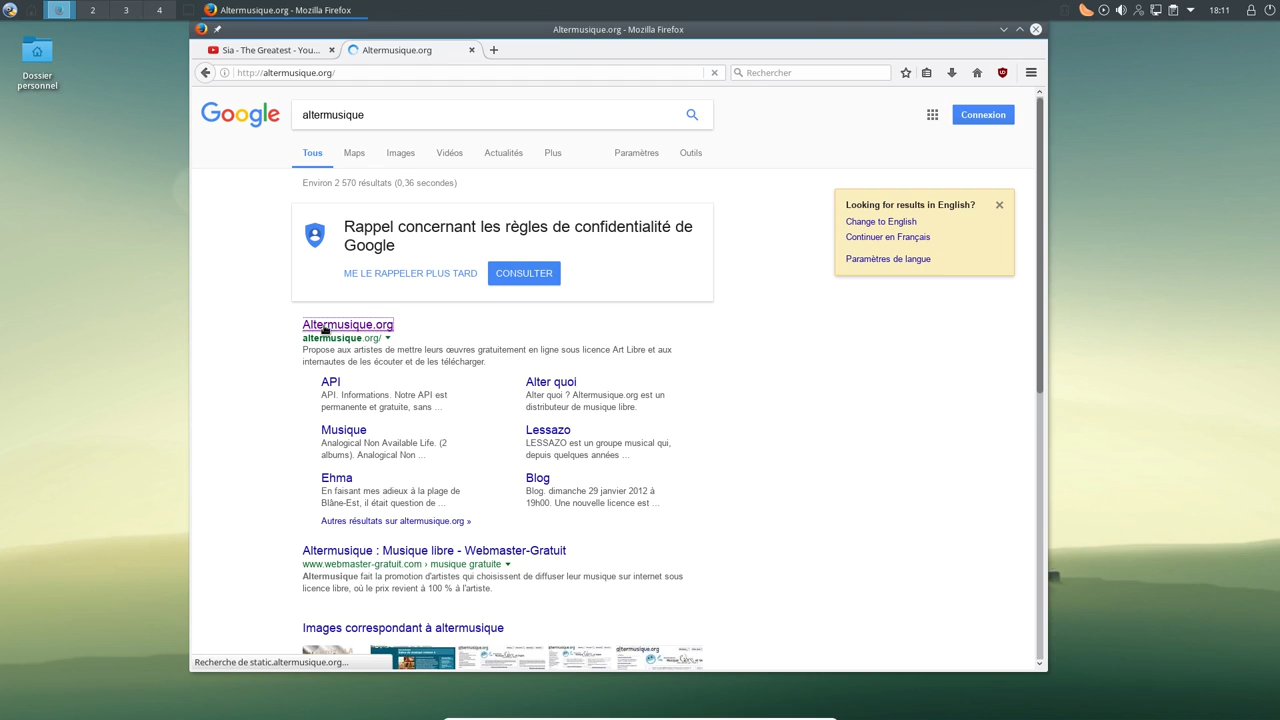 2
3
4
Altermusique.org - Mozilla Firefox
18:11
Dossier
personnel
Altermusique.org - Mozilla Firefox
Sia - The Greatest - You...
Altermusique.org
http://altermusique.org/
Rechercher
Google
altermusique
Connexion
Tous
Maps
Images
Vidéos
Actualités
Plus
Paramètres
Outils
Environ 2 570 résultats (0,36 secondes)
Looking for results in English?
Change to English
Continuer en Français
Paramètres de langue
Rappel concernant les règles de confidentialité de
Google
ME LE RAPPELER PLUS TARD
CONSULTER
Altermusique.org
altermusique.org/
Propose aux artistes de mettre leurs œuvres gratuitement en ligne sous licence Art Libre et aux
internautes de les écouter et de les télécharger.
API
API. Informations. Notre API est
permanente et gratuite, sans ...
Alter quoi
Alter quoi ? Altermusique.org est un
distributeur de musique libre.
Musique
Analogical Non Available Life. (2
albums). Analogical Non ...
Lessazo
LESSAZO est un groupe musical qui,
depuis quelques années ...
Ehma
En faisant mes adieux à la plage de
Blâne-Est, il était question de ...
Blog
Blog. dimanche 29 janvier 2012 à
19h00. Une nouvelle licence est ...
Autres résultats sur altermusique.org »
Altermusique : Musique libre - Webmaster-Gratuit
www.webmaster-gratuit.com › musique gratuite
Altermusique fait la promotion d'artistes qui choisissent de diffuser leur musique sur internet sous
licence libre, où le prix revient à 100 % à l'artiste.
Images correspondant à altermusique
Recherche de static.altermusique.org...